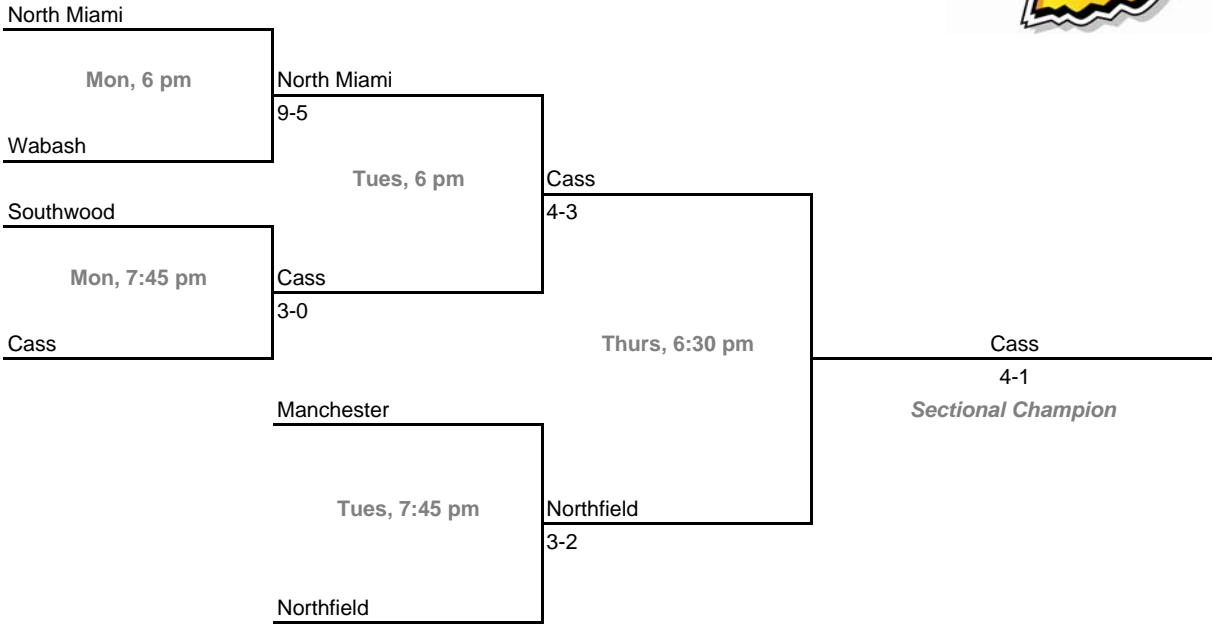 North Miami
Mon, 6 pm
North Miami
9-5
Wabash
Tues, 6 pm
Cass
4-3
Southwood
Mon, 7:45 pm
Cass
3-0
Cass
Thurs, 6:30 pm
Cass
4-1
Sectional Champion
Manchester
Tues, 7:45 pm
Northfield
3-2
Northfield